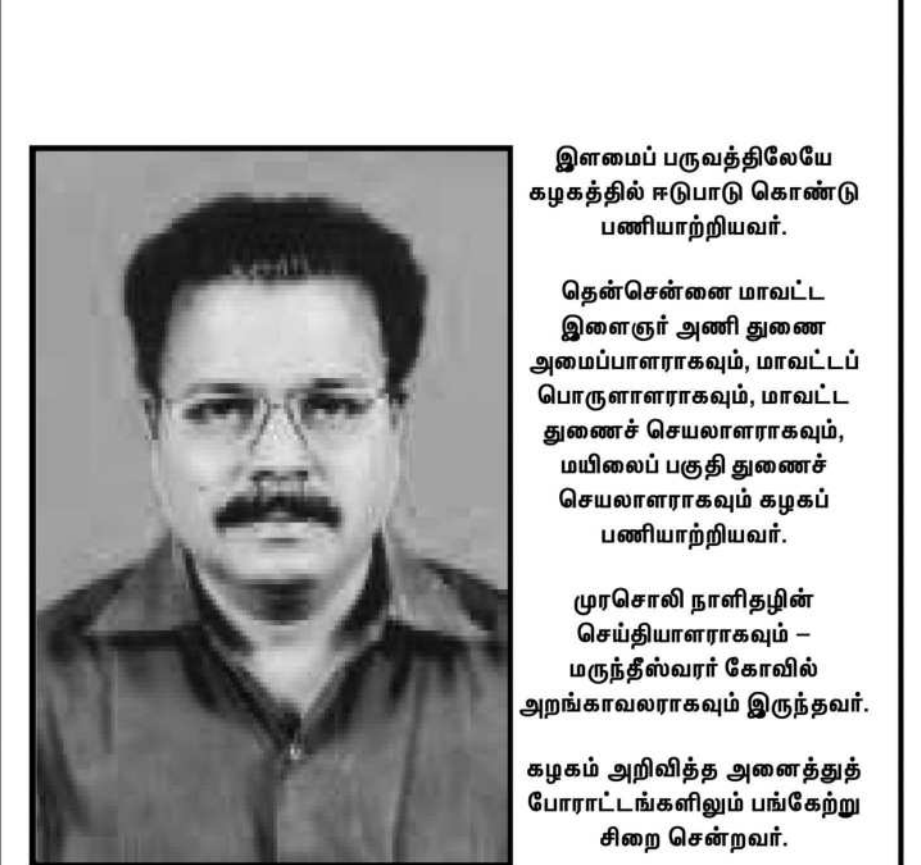 இளமைப் பருவத்திலேயே
கழகத்தில் ஈடுபாடு கொண்டு
பணியாற்றியவர்.
தென்சென்னை மாவட்ட
இளைஞர் அணி துணை
அமைப்பாளராகவும், மாவட்டப்
பொருளாளராகவும், மாவட்ட
துணைச் செயலாளராகவும்,
மயிலைப் பகுதி துணைச்
செயலாளராகவும் கழகப்
பணியாற்றியவர்.
முரசொலி நாளிதழின்
செய்தியாளராகவும் –
மருந்தீஸ்வரர் கோவில்
அறங்காவலராகவும் இருந்தவர்.
கழகம் அறிவித்த அனைத்துத்
போராட்டங்களிலும் பங்கேற்று
சிறை சென்றவர்.